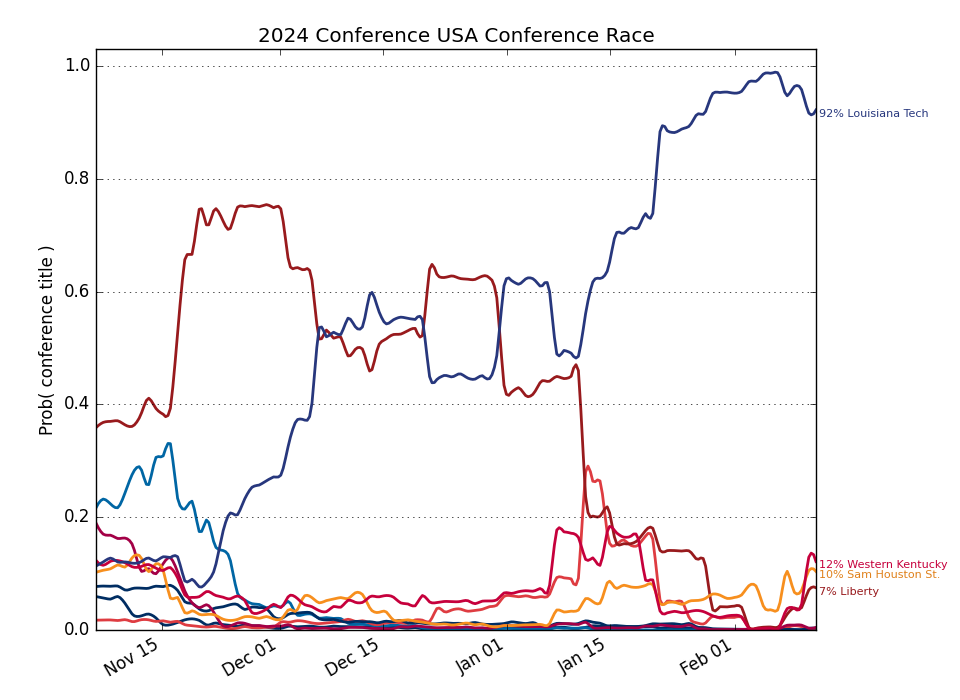 2024 Conference USA Conference Race
Prob( conference title )
1.0
0.8
0.6
0.4
0.2
0.0
92% Louisiana Tech
12% Western Kentucky
10% Sam Houston St.
7% Liberty
Nov 15
Dec 01
Dec 15
Jan 01
Jan 15
Feb 01